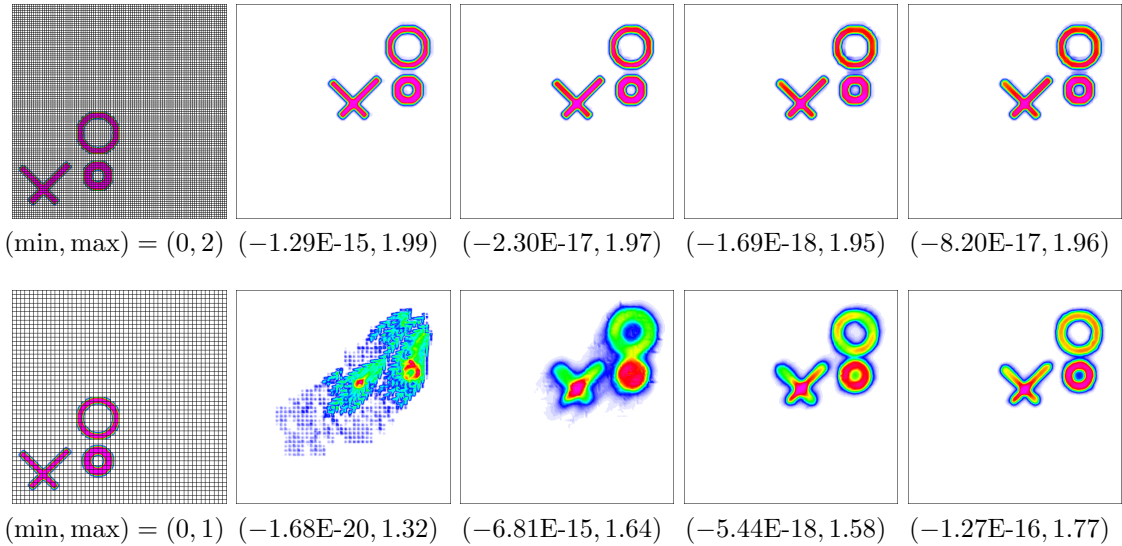 (min, max) = (0, 2) (−1.29E-15, 1.99) (−2.30E-17, 1.97) (−1.69E-18, 1.95) (−8.20E-17, 1.96)
(min, max) = (0, 1) (−1.68E-20, 1.32) (−6.81E-15, 1.64) (−5.44E-18, 1.58) (−1.27E-16, 1.77)